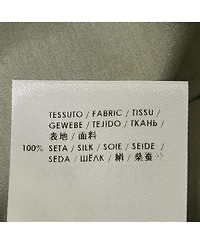 TESSUTO / FABRIC / TISSU /
GEWEBE / TEJIDO / ТКАНЬ /
表地 / 面料
100% SETA / SILK / SOIE / SEIDE /
SEDA / ШЁЛК / 絹 / 桑蚕